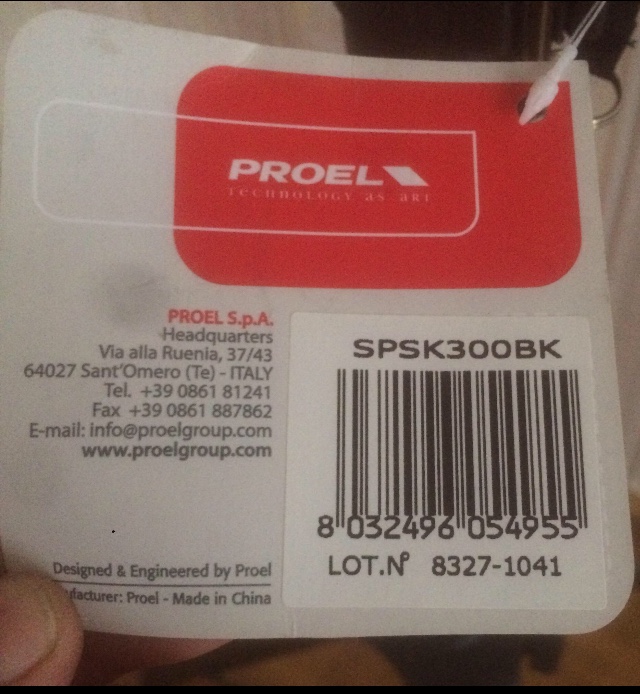 PROEL
TECHNOLOGY as ART
PROEL S.p.A.
Headquarters
Via alla Ruenia, 37/43
64027 Sant'Omero (Te) - ITALY
Tel. +39 0861 81241
Fax +39 0861 887862
E-mail: info@proelgroup.com
www.proelgroup.com
Designed & Engineered by Proel
Proel - Made in China
SPSK300BK
8 032496 054955
LOT.N° 8327-1041